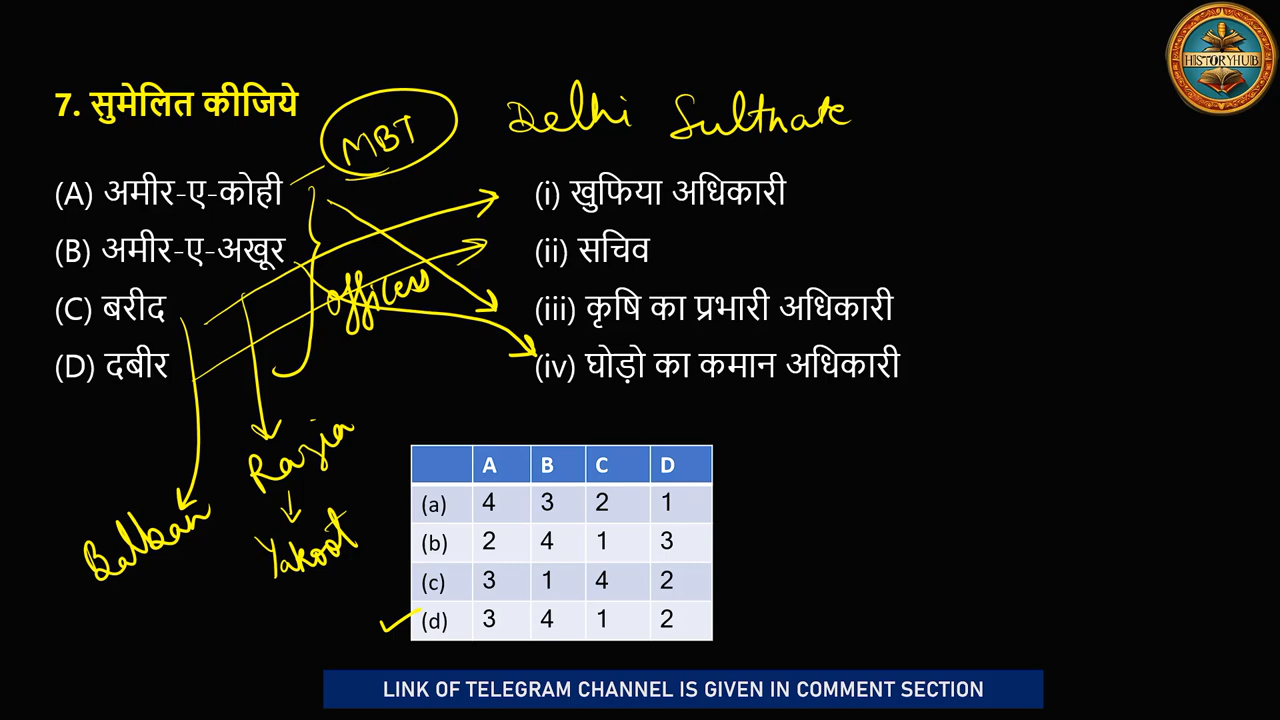 HISTORYHUB
7. सुमेलित कीजिये
MBT
Delhi Sulthate
(A) अमीर-ए-कोही
(i) खुफिया अधिकारी
(B) अमीर-ए-अखूर
(ii) सचिव
offices
(C) बरीद
(iii) कृषि का प्रभारी अधिकारी
(D) दबीर
(iv) घोड़ो का कमान अधिकारी
Razia
Balban
Yakoot
A B C D
(a) 4 3 2 1
(b) 2 4 1 3
(c) 3 1 4 2
(d) 3 4 1 2
LINK OF TELEGRAM CHANNEL IS GIVEN IN COMMENT SECTION